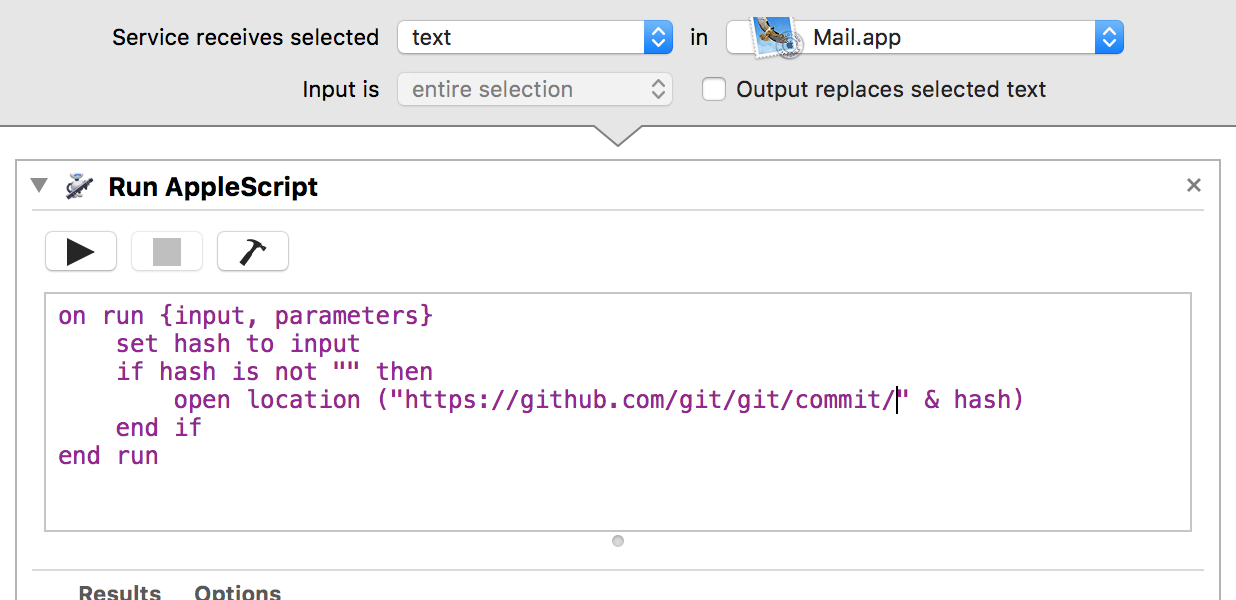 Service receives selected text in Mail.app
Input is entire selection Output replaces selected text
Run AppleScript
on run {input, parameters}
    set hash to input
    if hash is not "" then
        open location ("https://github.com/git/git/commit/" & hash)
    end if
end run
Results Options